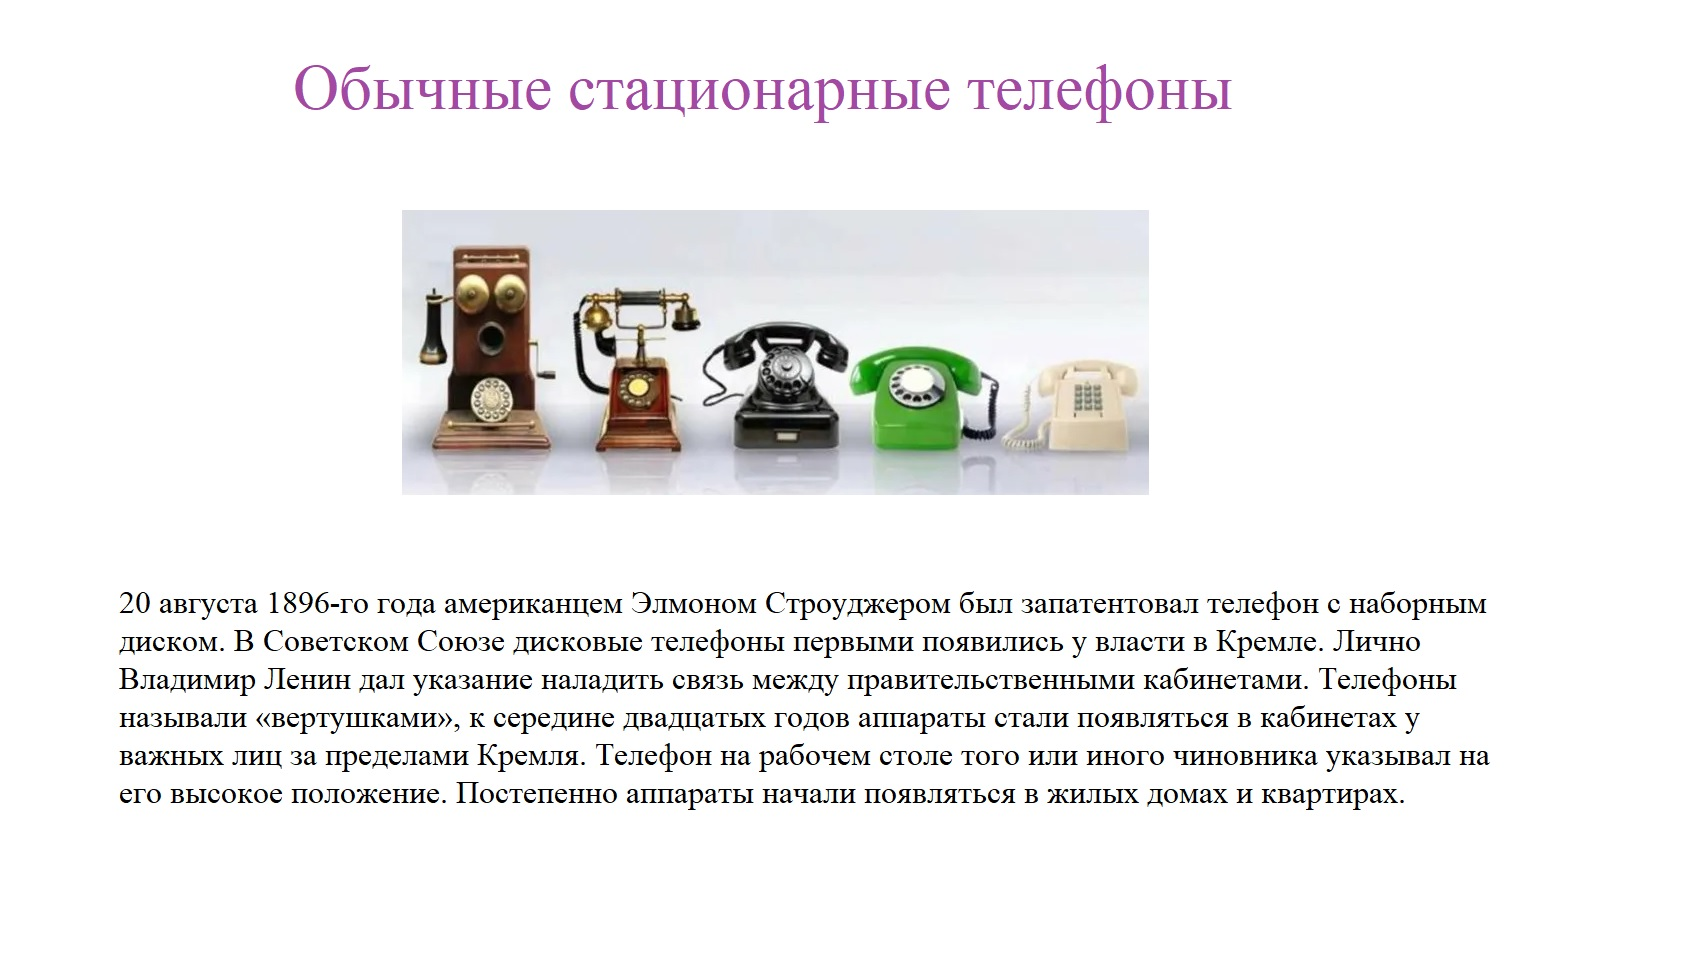 Обычные стационарные телефоны
20 августа 1896-го года американцем Элмоном Строуджером был запатентовал телефон с наборным
диском. В Советском Союзе дисковые телефоны первыми появились у власти в Кремле. Лично
Владимир Ленин дал указание наладить связь между правительственными кабинетами. Телефоны
называли «вертушками», к середине двадцатых годов аппараты стали появляться в кабинетах у
важных лиц за пределами Кремля. Телефон на рабочем столе того или иного чиновника указывал на
его высокое положение. Постепенно аппараты начали появляться в жилых домах и квартирах.